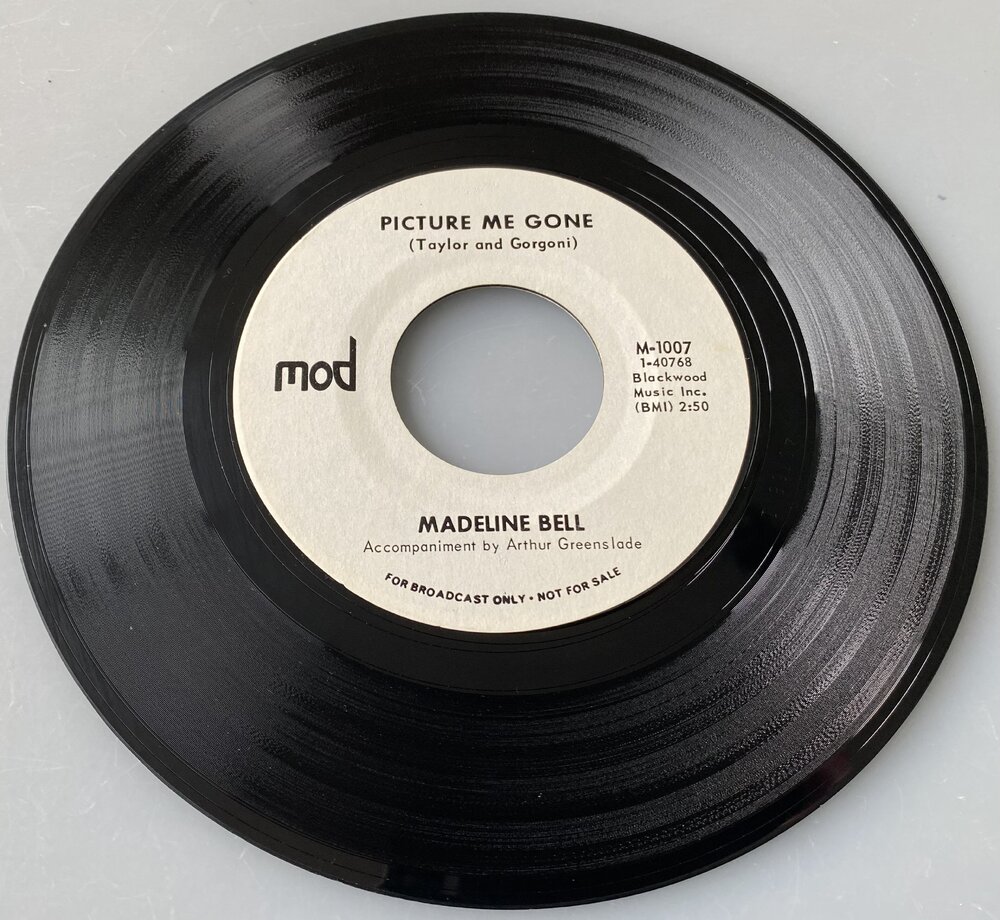 PICTURE ME GONE
(Taylor and Gorgoni)
mod
M-1007
1-40768
Blackwood
Music Inc.
(BMI) 2:50
MADELINE BELL
Accompaniment by Arthur Greenslade
FOR BROADCAST ONLY • NOT FOR SALE